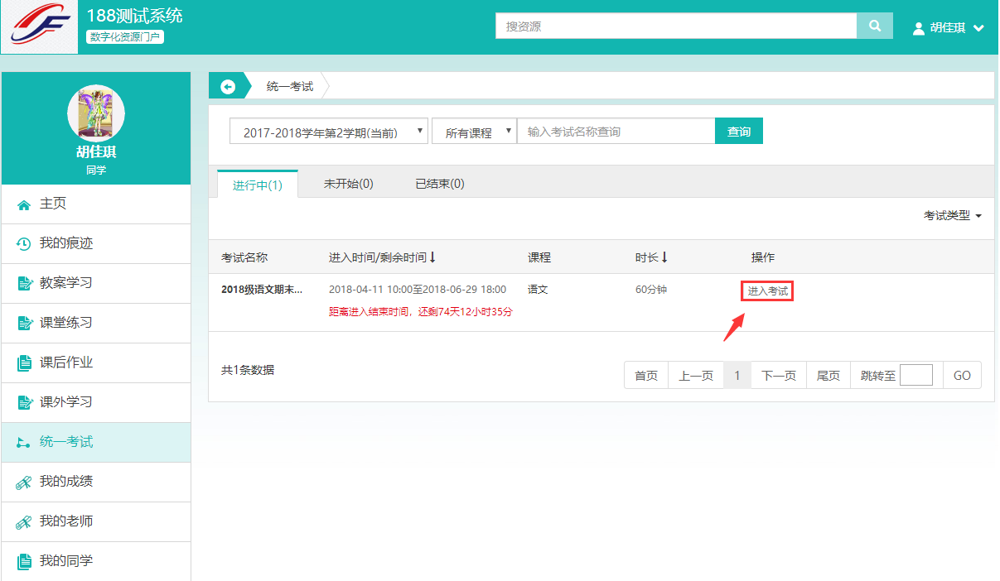 188测试系统
数字化资源门户
搜资源
胡佳琪
胡佳琪
同学
主页
我的痕迹
教案学习
课堂练习
课后作业
课外学习
统一考试
我的成绩
我的老师
我的同学
统一考试
2017-2018学年第2学期(当前) 所有课程 输入考试名称查询 查询
进行中(1) 未开始(0) 已结束(0)
考试类型
考试名称 进入时间/剩余时间 课程 时长 操作
2018级语文期末... 2018-04-11 10:00至2018-06-29 18:00 语文 60分钟 进入考试
距离进入结束时间，还剩74天12小时35分
共1条数据 首页 上一页 1 下一页 尾页 跳转至 GO